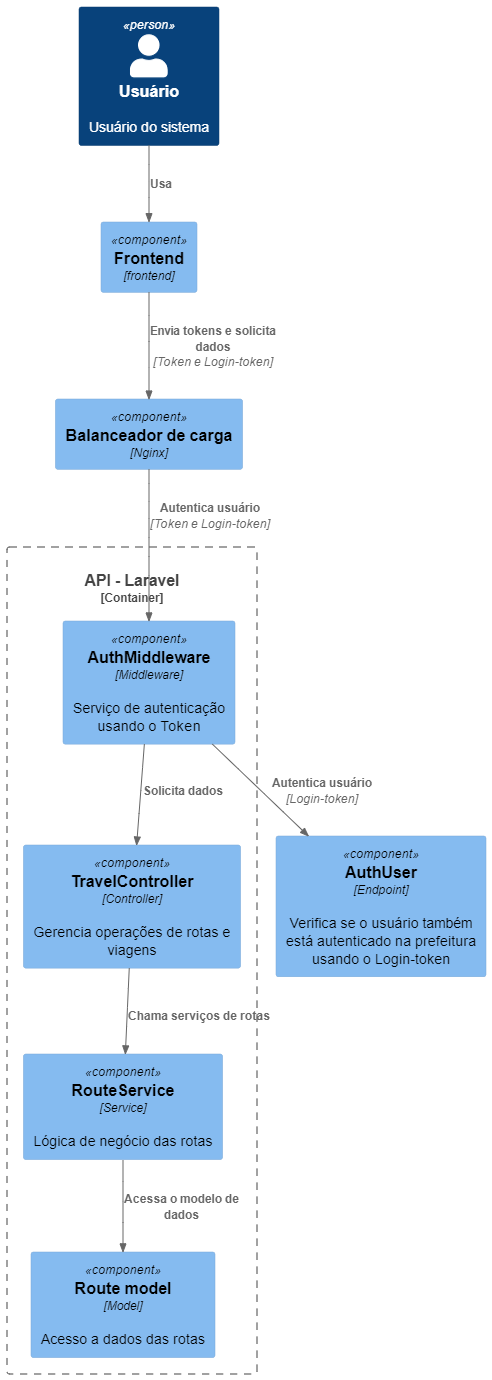 «person»
Usuário
Usuário do sistema
Usa
«component»
Frontend
[frontend]
Envia tokens e solicita
dados
[Token e Login-token]
«component»
Balanceador de carga
[Nginx]
Autentica usuário
[Token e Login-token]
API - Laravel
[Container]
«component»
AuthMiddleware
[Middleware]
Serviço de autenticação
usando o Token
Solicita dados
Autentica usuário
[Login-token]
«component»
TravelController
[Controller]
Gerencia operações de rotas e
viagens
«component»
AuthUser
[Endpoint]
Verifica se o usuário também
está autenticado na prefeitura
usando o Login-token
Chama serviços de rotas
«component»
RouteService
[Service]
Lógica de negócio das rotas
Acessa o modelo de
dados
«component»
Route model
[Model]
Acesso a dados das rotas